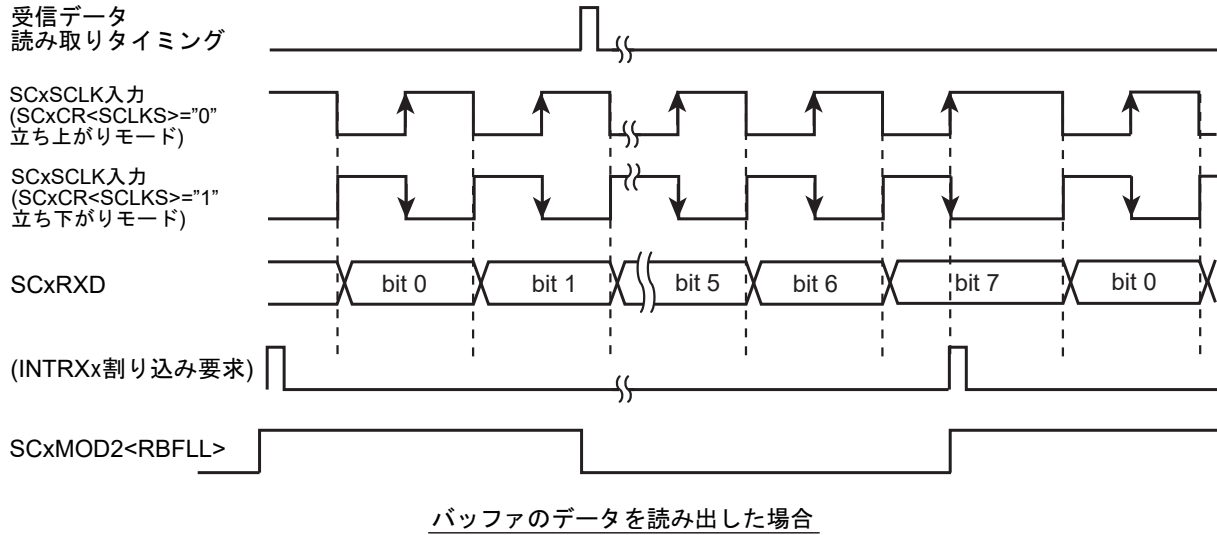 受信データ
読み取りタイミング
SCxSCLK入力
(SCxCR<SCLKS>="0"
立ち上がりモード)
SCxSCLK入力
(SCxCR<SCLKS>="1"
立ち下がりモード)
SCxRXD
bit 0
bit 1
bit 5
bit 6
bit 7
bit 0
(INTRXx割り込み要求)
SCxMOD2<RBFLL>
バッファのデータを読み出した場合